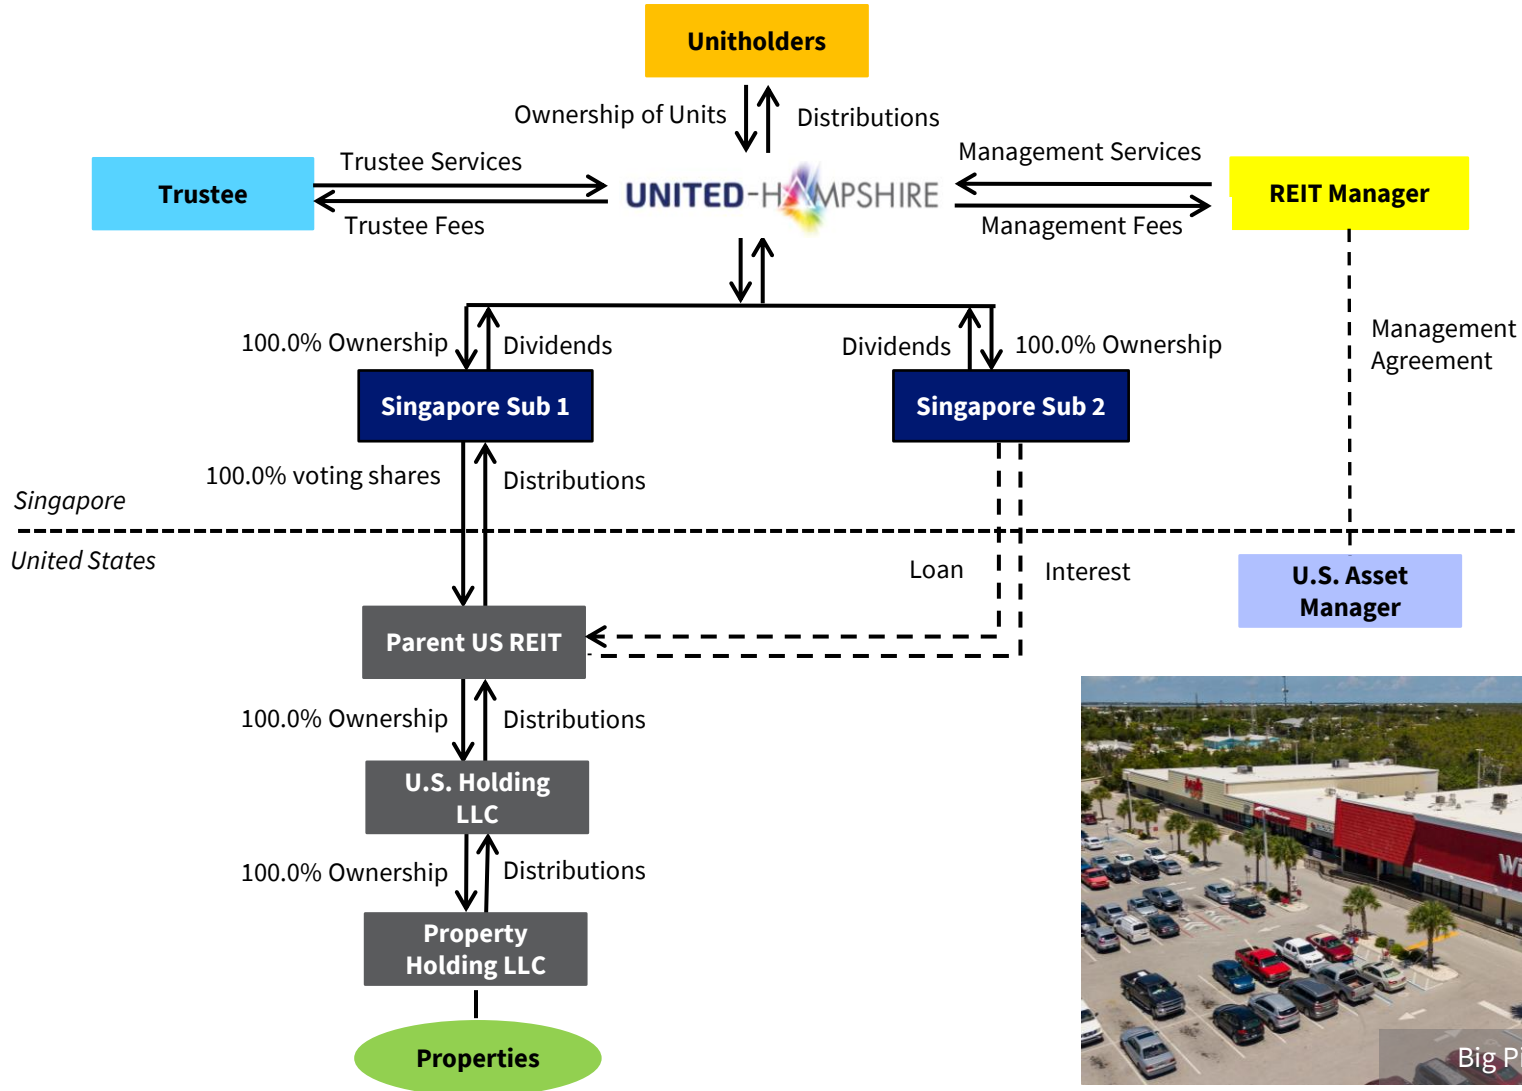 Unitholders
Ownership of Units
Distributions
Trustee Services
Management Services
Trustee
UNITED-HAMPSHIRE
REIT Manager
Trustee Fees
Management Fees
100.0% Ownership
Dividends
Dividends
100.0% Ownership
Management
Agreement
Singapore Sub 1
Singapore Sub 2
100.0% voting shares
Distributions
Singapore
United States
Loan
Interest
U.S. Asset
Manager
Parent US REIT
100.0% Ownership
Distributions
U.S. Holding
LLC
100.0% Ownership
Distributions
Property
Holding LLC
Properties
Wi
Big Pi